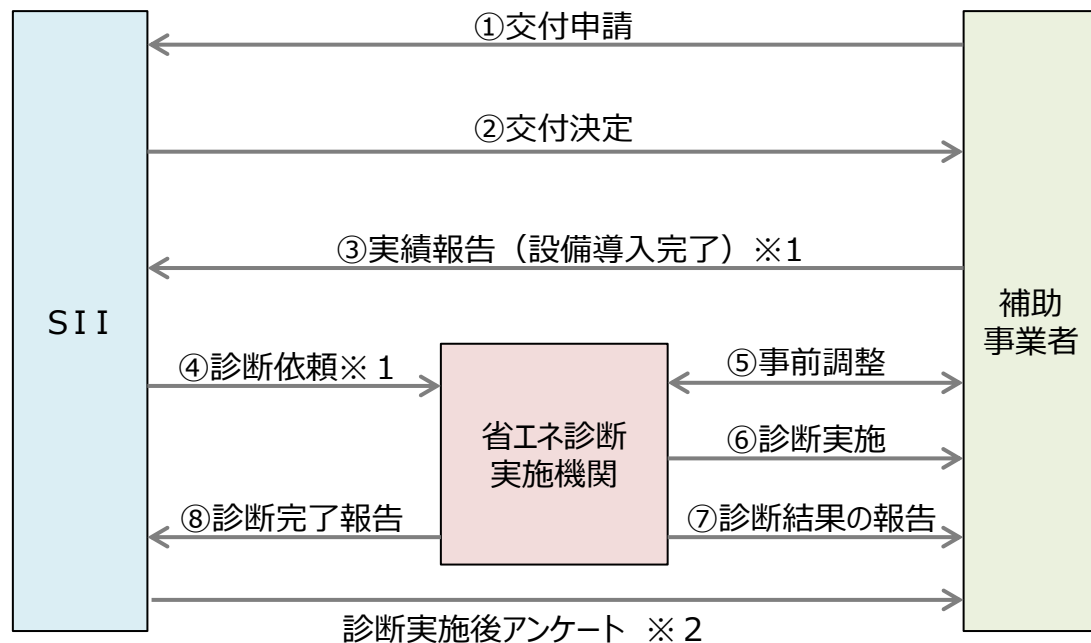 ①交付申請
②交付決定
③実績報告（設備導入完了）※1
SII
補助
事業者
④診断依頼※１
⑤事前調整
省エネ診断
実施機関
⑥診断実施
⑧診断完了報告
⑦診断結果の報告
診断実施後アンケート ※２